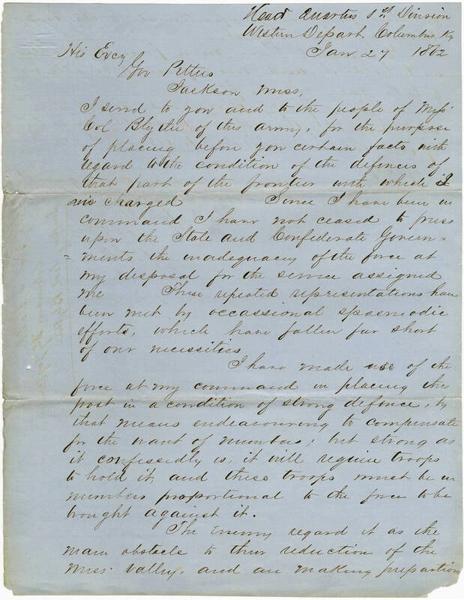 Head Quarters 1st Division
Western Depart. Columbus, Ky
Jan. 27 1862
His Excy
Gov Pettus
Jackson, Miss,
I send to you and to the people of Miss
Col. Blythe of this army, for the purpose
of placing before you certain facts with
regard to the condition of the defences of
that part of the frontier with which I
am charged Since I have been in
command I have not ceased to press
upon the State and Confederate Govern-
ments the inadequacy of the force at
my disposal for the service assigned
me These repeated representations have
been met by occassional spasmodic
efforts, which have fallen far short
of our necessities
I have made use of the
force at my command in placing this
post in a condition of strong defence, by
that means endeavouring to compensate
for the want of numbers; but strong as
it confessedly is, it will require troops
to hold it, and these troops must be in
numbers proportional to the force to be
brought against it.
The Enemy regard it as the
main obstacle to their reduction of the
Miss. Valley, and are making prepartion